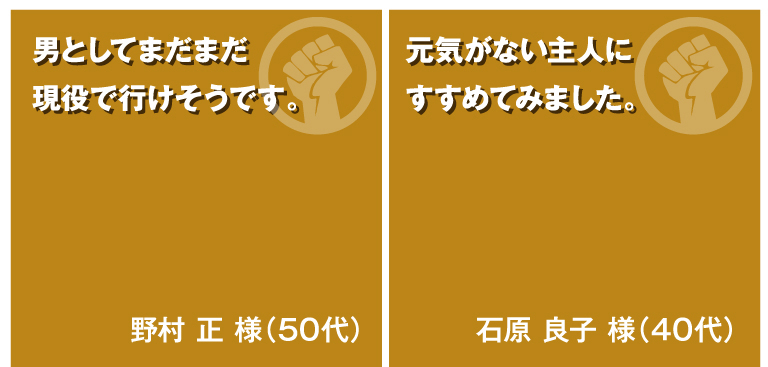 男としてまだまだ
現役で行けそうです。
野村 正 様（50代）
元気がない主人に
すすめてみました。
石原 良子 様（40代）